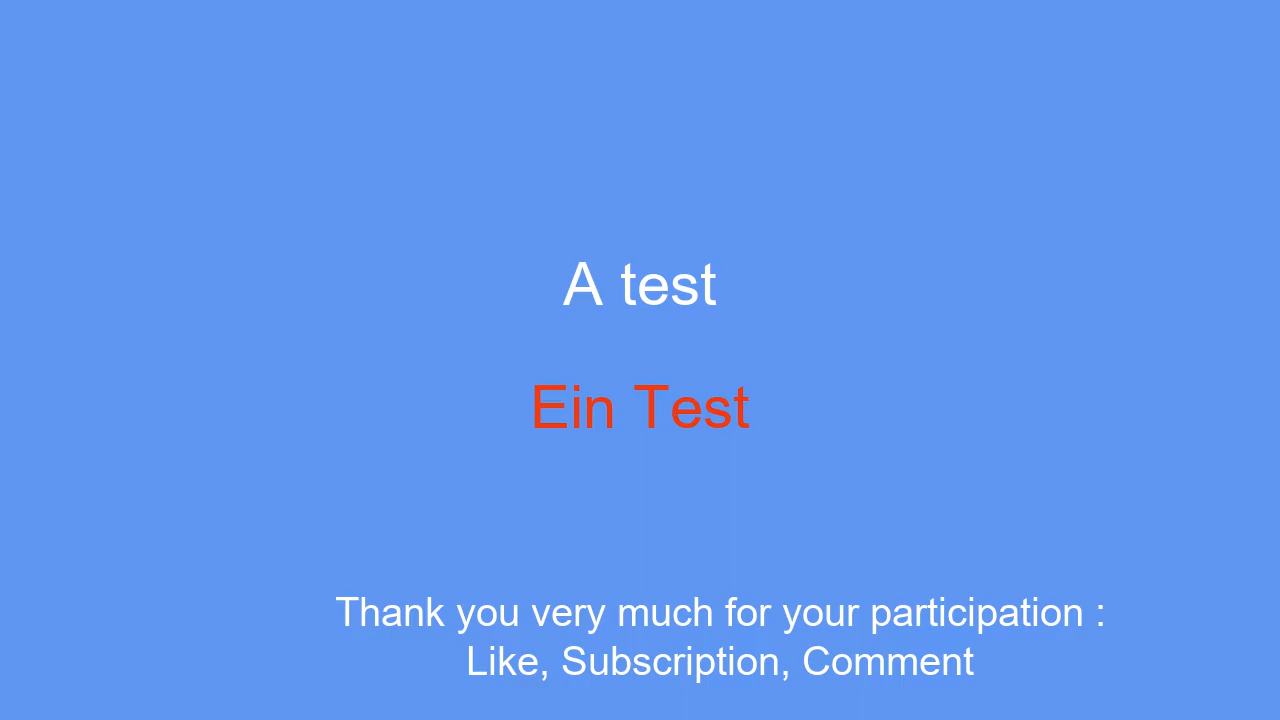 A test
Ein Test
Thank you very much for your participation :
Like, Subscription, Comment